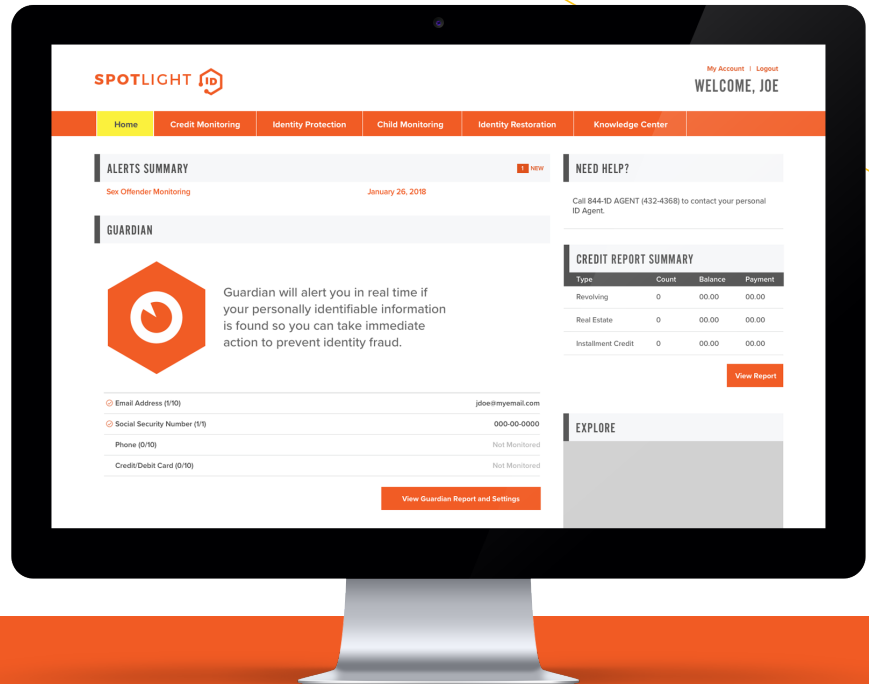 SPOTLIGHT ID
My Account | Logout
WELCOME, JOE
Home Credit Monitoring Identity Protection Child Monitoring Identity Restoration Knowledge Center
ALERTS SUMMARY 1 NEW
Sex Offender Monitoring January 26, 2018
GUARDIAN
Guardian will alert you in real time if
your personally identifiable information
is found so you can take immediate
action to prevent identity fraud.
Email Address (1/10) jdoe@myemail.com
Social Security Number (1/1) 000-00-0000
Phone (0/10) Not Monitored
Credit/Debit Card (0/10) Not Monitored
View Guardian Report and Settings
NEED HELP?
Call 844-1D AGENT (432-4368) to contact your personal
ID Agent.
CREDIT REPORT SUMMARY
Type Count Balance Payment
Revolving 0 00.00 00.00
Real Estate 0 00.00 00.00
Installment Credit 0 00.00 00.00
View Report
EXPLORE